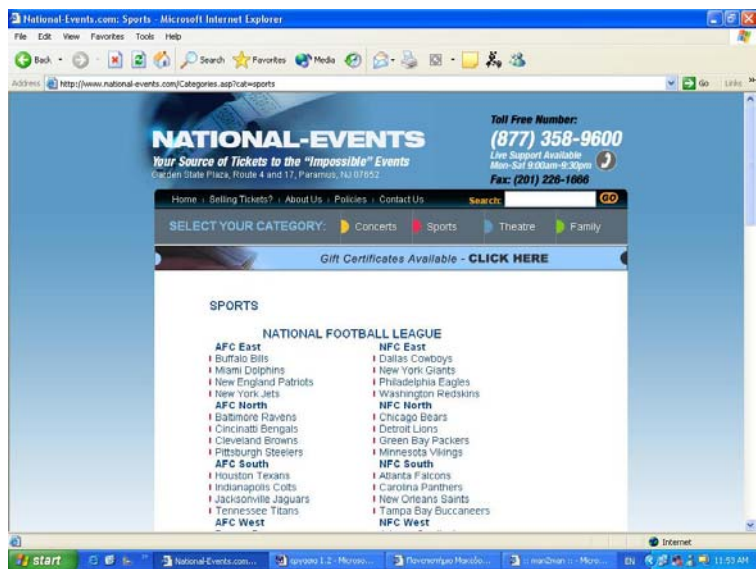 National-Events.com: Sports - Microsoft Internet Explorer
File Edit View Favorites Tools Help
Back Search Favorites Media
Address http://www.national-events.com/Categories.asp?cat=sports Go Links »
NATIONAL-EVENTS
Your Source of Tickets to the "Impossible" Events
Garden State Plaza, Route 4 and 17, Paramus, NJ 07652
Toll Free Number:
(877) 358-9600
Live Support Available
Mon-Sat 9:00am-9:30pm
Fax: (201) 226-1666
Home Selling Tickets? About Us Policies Contact Us Search: GO
SELECT YOUR CATEGORY: Concerts Sports Theatre Family
Gift Certificates Available - CLICK HERE
SPORTS
NATIONAL FOOTBALL LEAGUE
AFC East NFC East
Buffalo Bills Dallas Cowboys
Miami Dolphins New York Giants
New England Patriots Philadelphia Eagles
New York Jets Washington Redskins
AFC North NFC North
Baltimore Ravens Chicago Bears
Cincinatti Bengals Detroit Lions
Cleveland Browns Green Bay Packers
Pittsburgh Steelers Minnesota Vikings
AFC South NFC South
Houston Texans Atlanta Falcons
Indianapolis Colts Carolina Panthers
Jacksonville Jaguars New Orleans Saints
Tennessee Titans Tampa Bay Buccaneers
AFC West NFC West
Internet
start National-Events.com... 1.2 - Microso... :: man2man :: - Micro... EN 11:53 AM